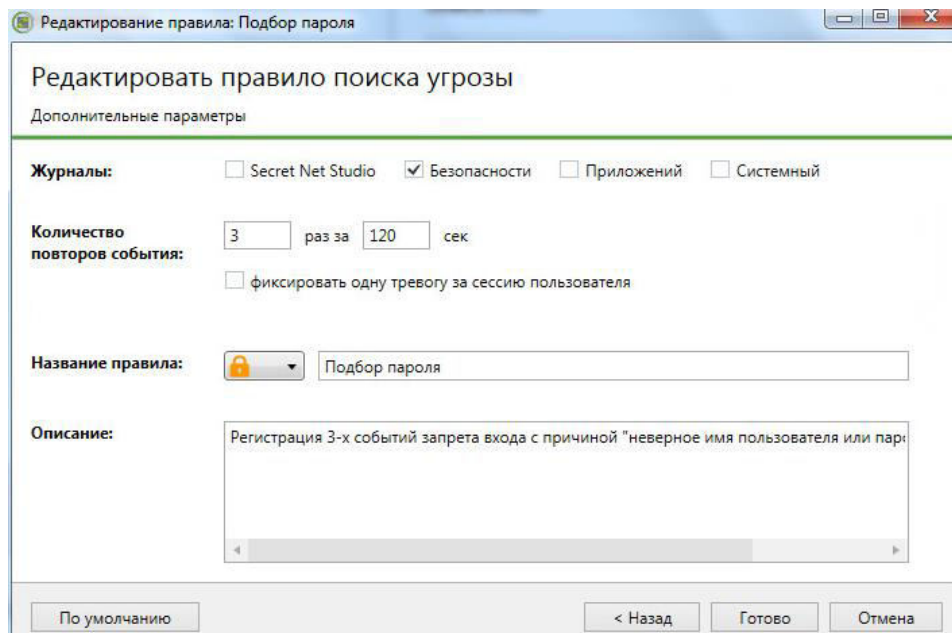 Редактирование правила: Подбор пароля
Редактировать правило поиска угрозы
Дополнительные параметры
Журналы: Secret Net Studio Безопасности Приложений Системный
Количество повторов события: 3 раз за 120 сек
фиксировать одну тревогу за сессию пользователя
Название правила: Подбор пароля
Описание: Регистрация 3-х событий запрета входа с причиной "неверное имя пользователя или
По умолчанию < Назад Готово Отмена